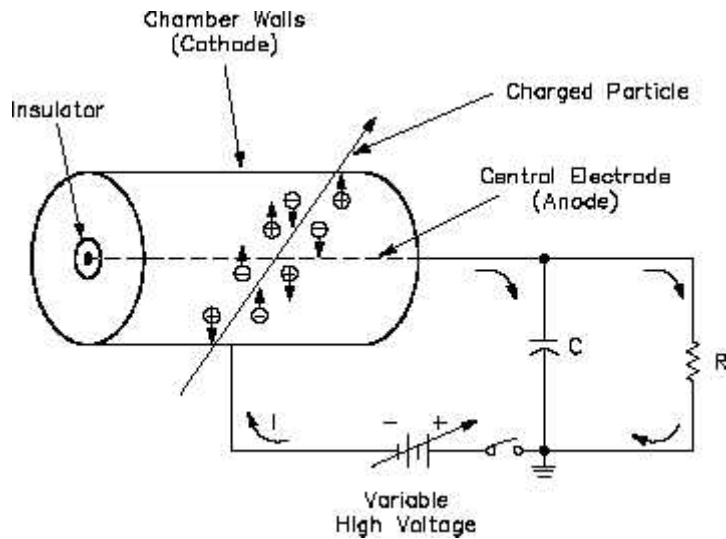 Chamber Walls
(Cathode)
Charged Particle
Insulator
Central Electrode
(Anode)
C
R
I
- +
Variable
High Voltage